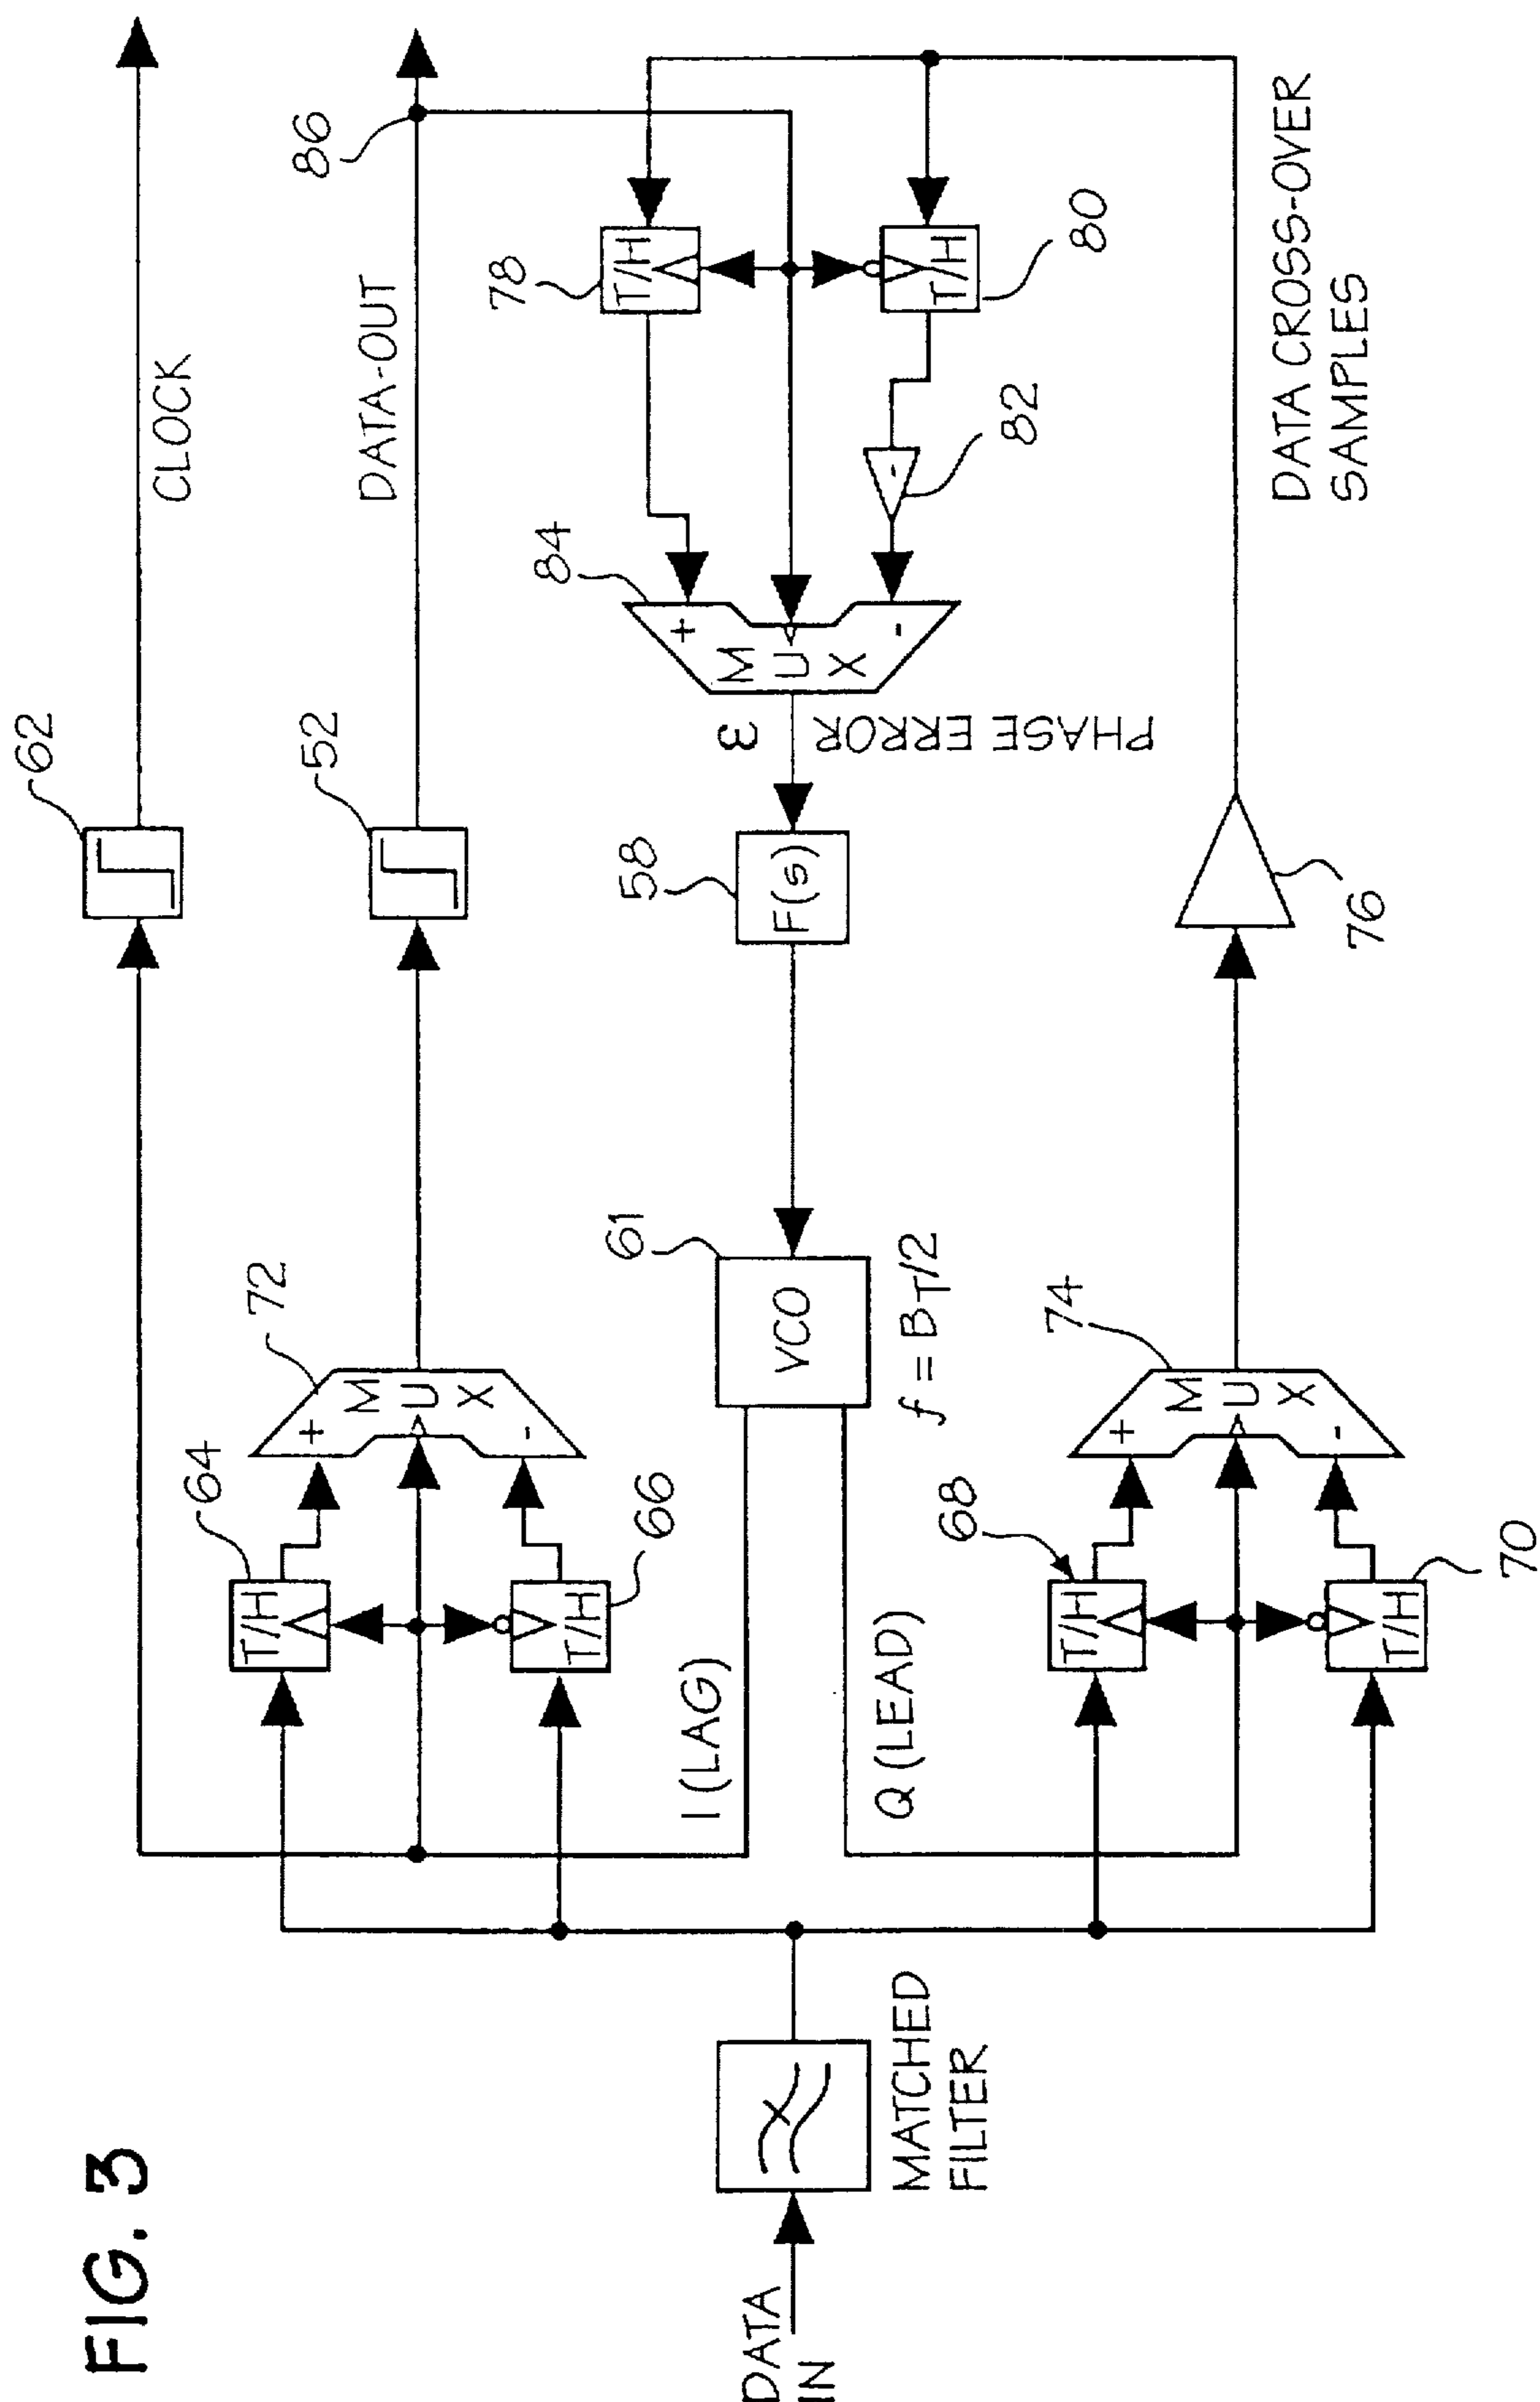 FIG. 3
62
CLOCK
86
DATA-OUT
52
72
64
T/H
+
M
U
X
-
T/H
66
I (LAG)
61
VCO
f = BT/2
58
F(s)
ε
PHASE ERROR
84
+
M
U
X
-
78
T/H
T/H
80
-
82
DATA
IN
MATCHED
FILTER
Q (LEAD)
68
T/H
T/H
70
74
+
M
U
X
-
76
DATA CROSS-OVER
SAMPLES